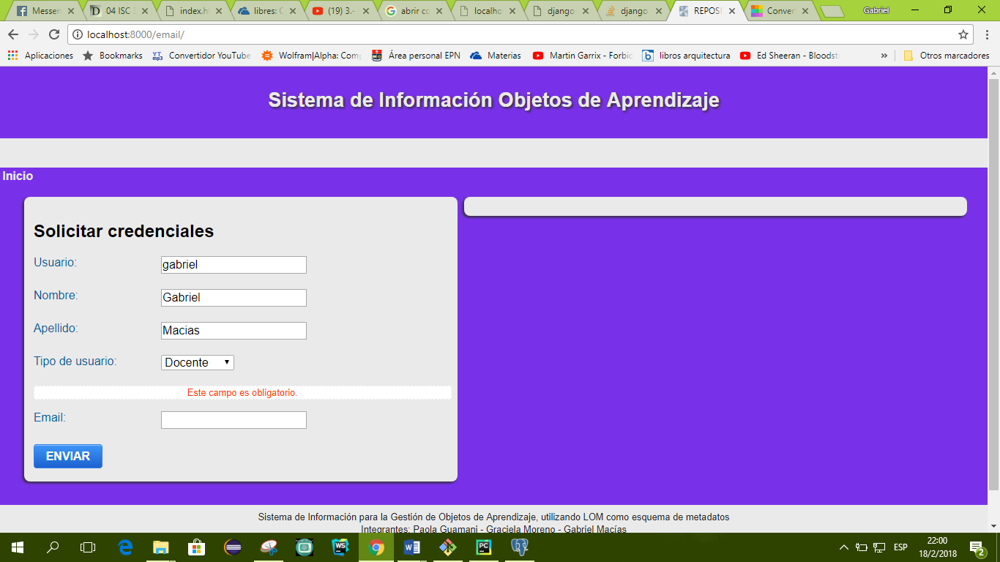 Messen
04 ISC
index.h
libres: C
(19) 3.-
abrir cc
localho
django
django
REPOSI
Conver
Gabriel
localhost:8000/email/
Aplicaciones
Bookmarks
Convertidor YouTube
Wolfram|Alpha: Comp
Área personal EPN
Materias
Martin Garrix - Forbid
libros arquitectura
Ed Sheeran - Bloodst
»
Otros marcadores
Sistema de Información Objetos de Aprendizaje
Inicio
Solicitar credenciales
Usuario: gabriel
Nombre: Gabriel
Apellido: Macias
Tipo de usuario: Docente
Este campo es obligatorio.
Email:
ENVIAR
Sistema de Información para la Gestión de Objetos de Aprendizaje, utilizando LOM como esquema de metadatos
Integrantes: Paola Guamani - Graciela Moreno - Gabriel Macías
ESP
22:00
18/2/2018
2